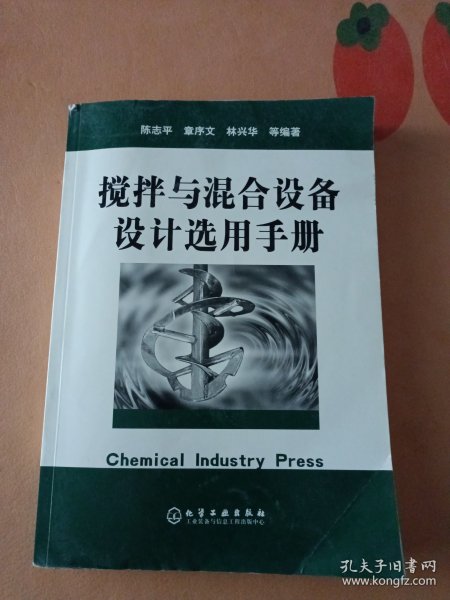 陈志平 章序文 林兴华 等编著
搅拌与混合设备
设计选用手册
Chemical Industry Press
化学工业出版社
工业装备与信息工程出版中心
孔夫子旧书网
www.kongfz.com